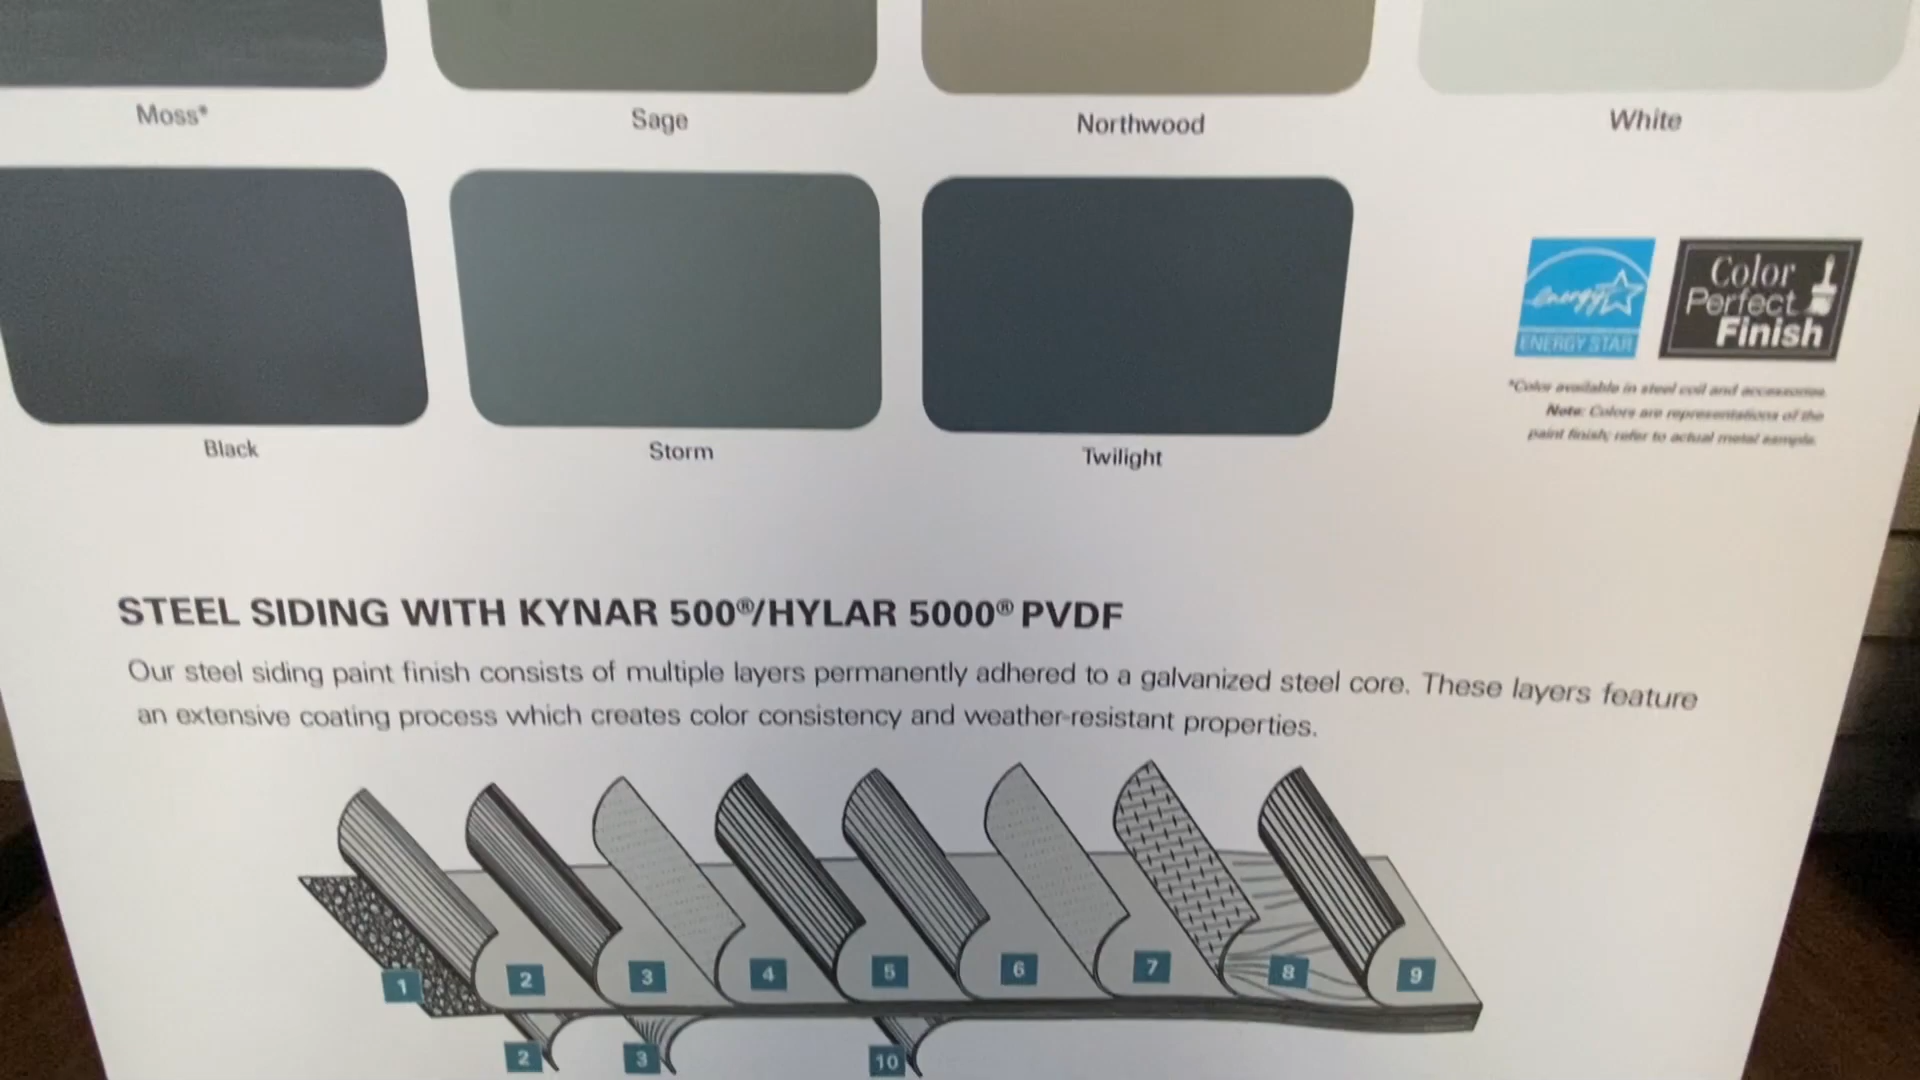 Moss*
Sage
Northwood
White
Black
Storm
Twilight
energy
ENERGY STAR
Color
Perfect
Finish
*Color available in steel coil and accessories.
Note: Colors are representations of the
paint finish; refer to actual metal sample.
STEEL SIDING WITH KYNAR 500®/HYLAR 5000® PVDF
Our steel siding paint finish consists of multiple layers permanently adhered to a galvanized steel core. These layers feature
an extensive coating process which creates color consistency and weather-resistant properties.
1
2
3
4
5
6
7
8
9
2
3
10